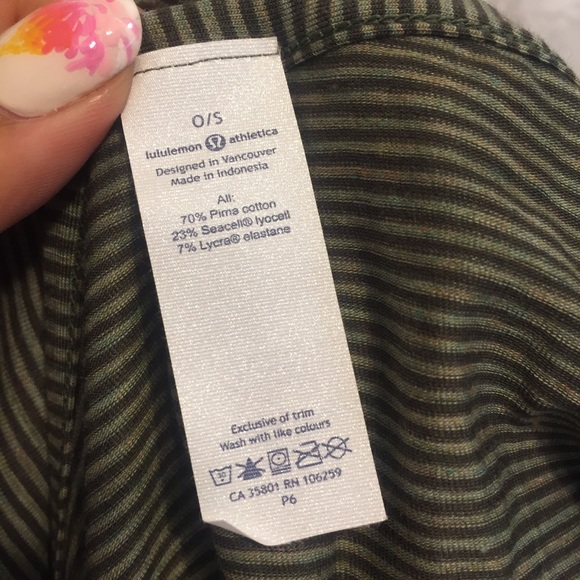 O/S
lululemon athletica
Designed in Vancouver
Made in Indonesia
All:
70% Pima cotton
23% Seacell® lyocell
7% Lycra® elastane
Exclusive of trim
Wash with like colours
CA 35801 RN 106259
P6